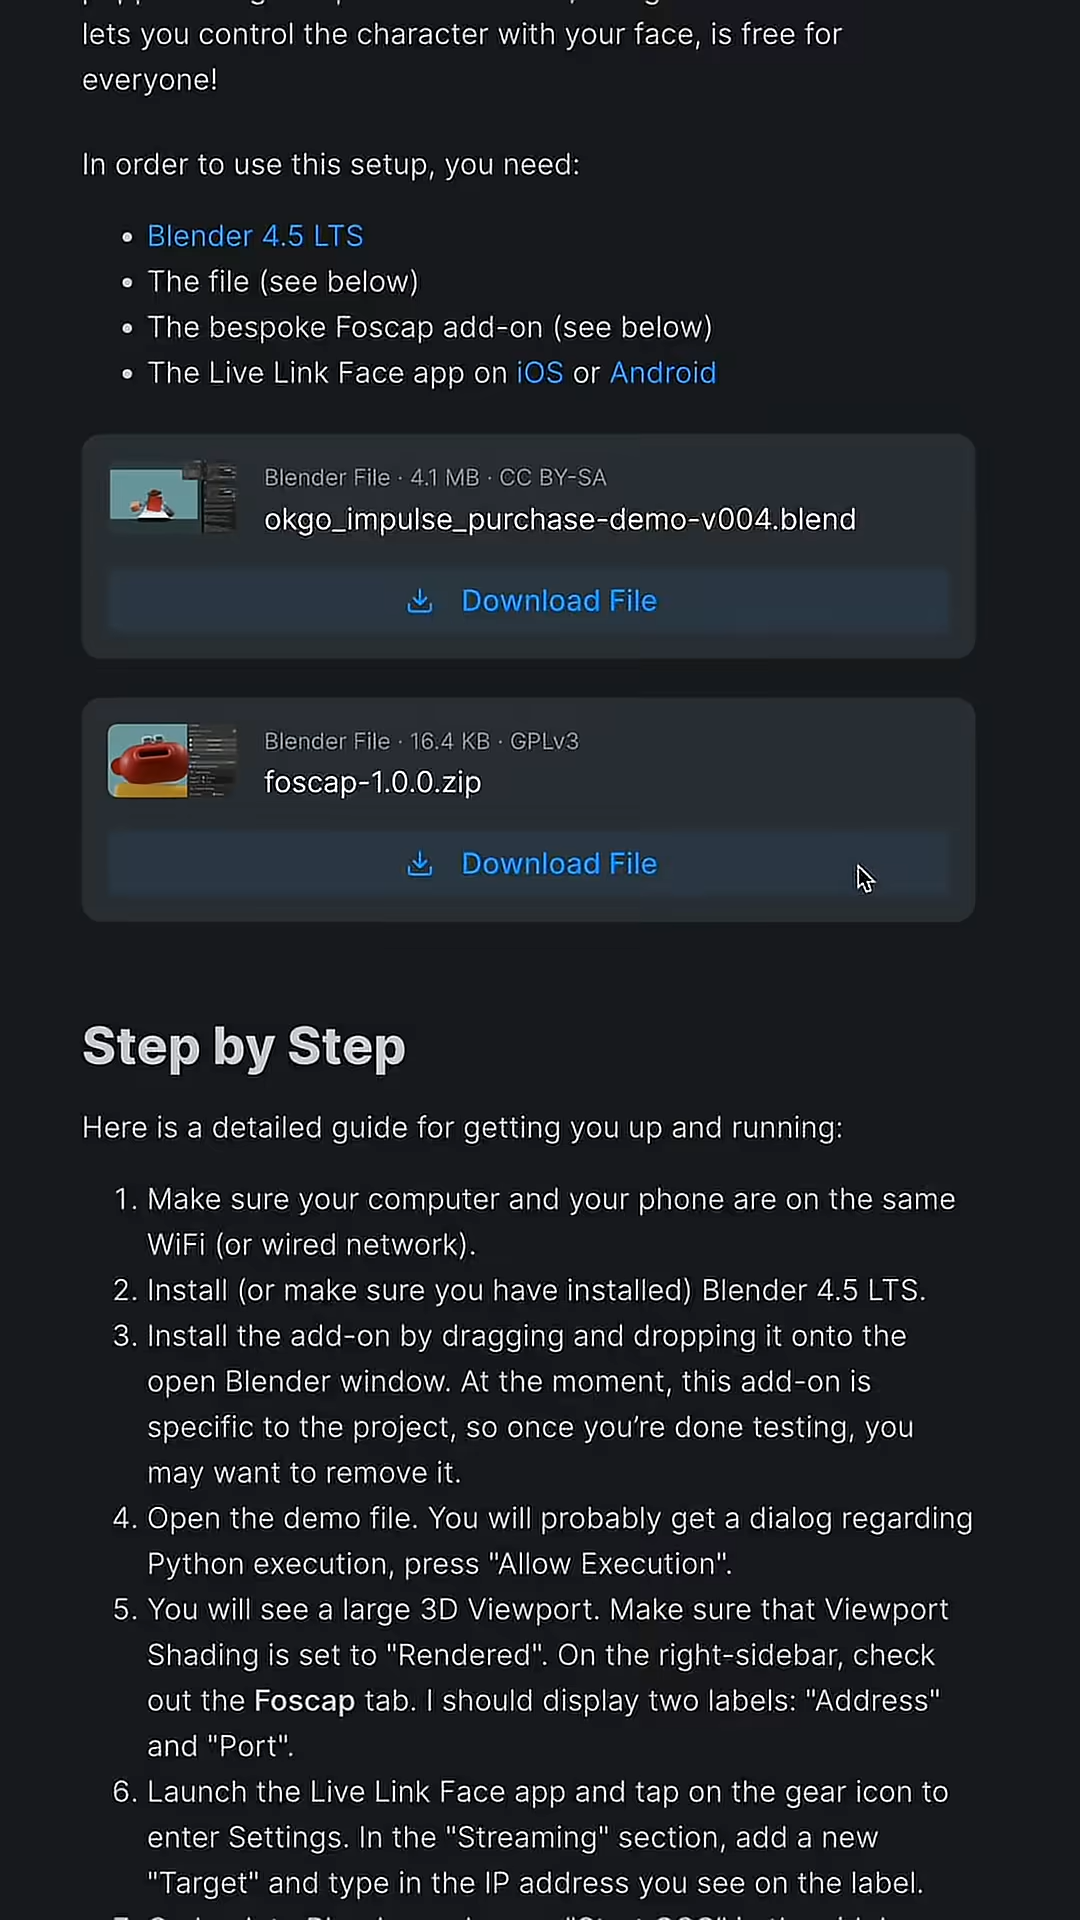 lets you control the character with your face, is free for
everyone!
In order to use this setup, you need:
Blender 4.5 LTS
The file (see below)
The bespoke Foscap add-on (see below)
The Live Link Face app on iOS or Android
Blender File · 4.1 MB · CC BY-SA
okgo_impulse_purchase-demo-v004.blend
Download File
Blender File · 16.4 KB · GPLv3
foscap-1.0.0.zip
Download File
Step by Step
Here is a detailed guide for getting you up and running:
1. Make sure your computer and your phone are on the same
WiFi (or wired network).
2. Install (or make sure you have installed) Blender 4.5 LTS.
3. Install the add-on by dragging and dropping it onto the
open Blender window. At the moment, this add-on is
specific to the project, so once you’re done testing, you
may want to remove it.
4. Open the demo file. You will probably get a dialog regarding
Python execution, press "Allow Execution".
5. You will see a large 3D Viewport. Make sure that Viewport
Shading is set to "Rendered". On the right-sidebar, check
out the Foscap tab. I should display two labels: "Address"
and "Port".
6. Launch the Live Link Face app and tap on the gear icon to
enter Settings. In the "Streaming" section, add a new
"Target" and type in the IP address you see on the label.